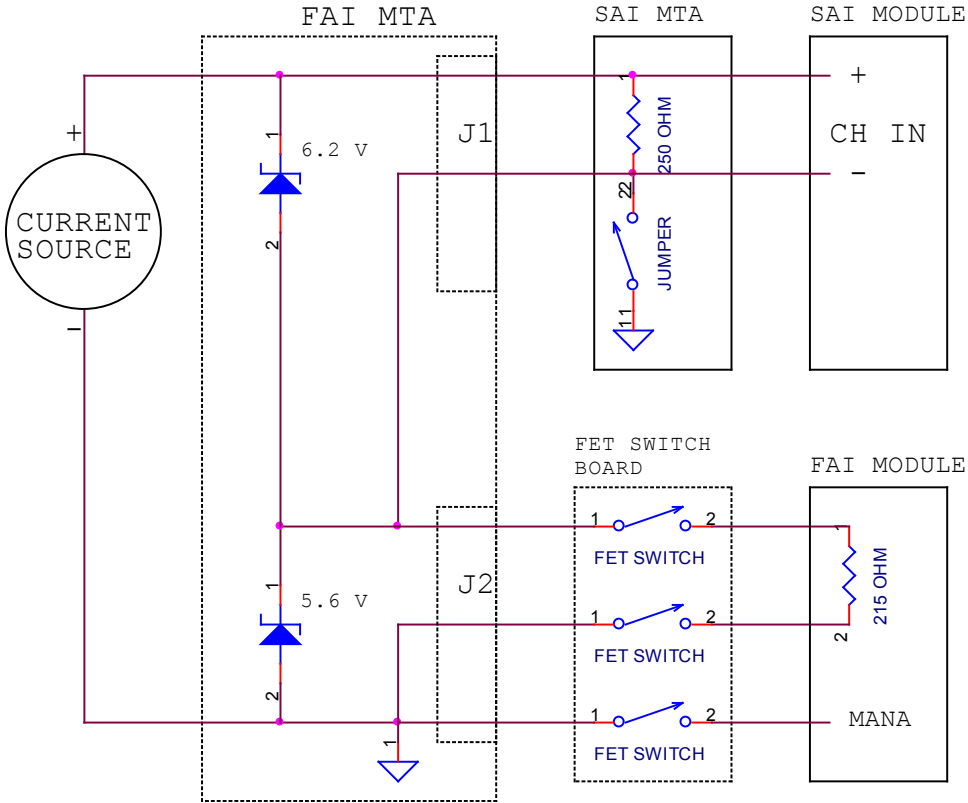 FAI MTA
SAI MTA
SAI MODULE
+
J1
1
250 OHM
+
CH IN
-
1
6.2 V
2
22
JUMPER
11
CURRENT
SOURCE
-
FET SWITCH
BOARD
FAI MODULE
1
2
FET SWITCH
1
215 OHM
2
J2
1
5.6 V
2
1
2
FET SWITCH
1
2
FET SWITCH
MANA
1